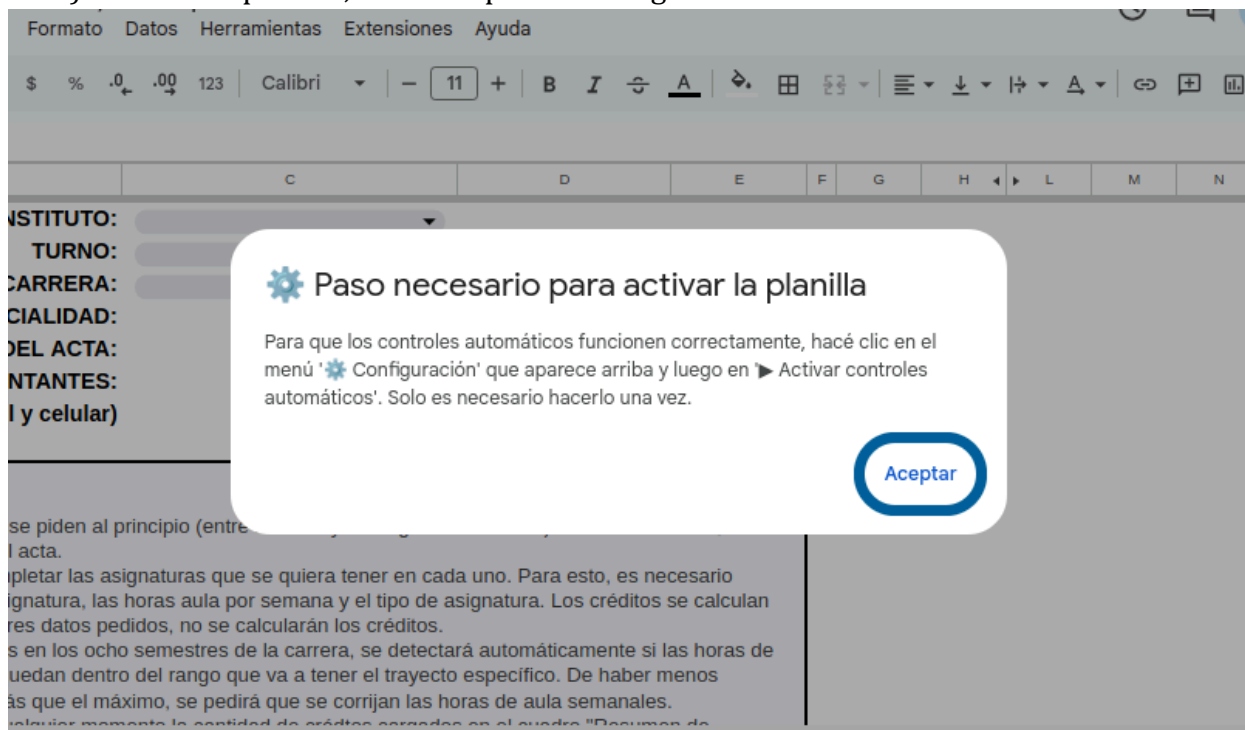 Formato Datos Herramientas Extensiones Ayuda
$ % .0 .00 123 Calibri 11 B I A A
C D E F G H L M N
NSTITUTO:
TURNO:
CARRERA:
CIALIDAD:
DEL ACTA:
NTANTES:
l y celular)
⚙️ Paso necesario para activar la planilla
Para que los controles automáticos funcionen correctamente, hacé clic en el
menú '⚙️ Configuración' que aparece arriba y luego en '▶ Activar controles
automáticos'. Solo es necesario hacerlo una vez.
Aceptar
se piden al principio (entre
l acta.
pletar las asignaturas que se quiera tener en cada uno. Para esto, es necesario
ignatura, las horas aula por semana y el tipo de asignatura. Los créditos se calculan
res datos pedidos, no se calcularán los créditos.
s en los ocho semestres de la carrera, se detectará automáticamente si las horas de
uedan dentro del rango que va a tener el trayecto específico. De haber menos
ás que el máximo, se pedirá que se corrijan las horas de aula semanales.